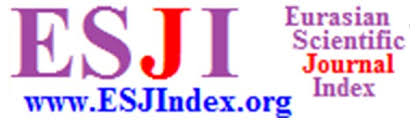 ESJI
www.ESJIndex.org
Eurasian
Scientific
Journal
Index